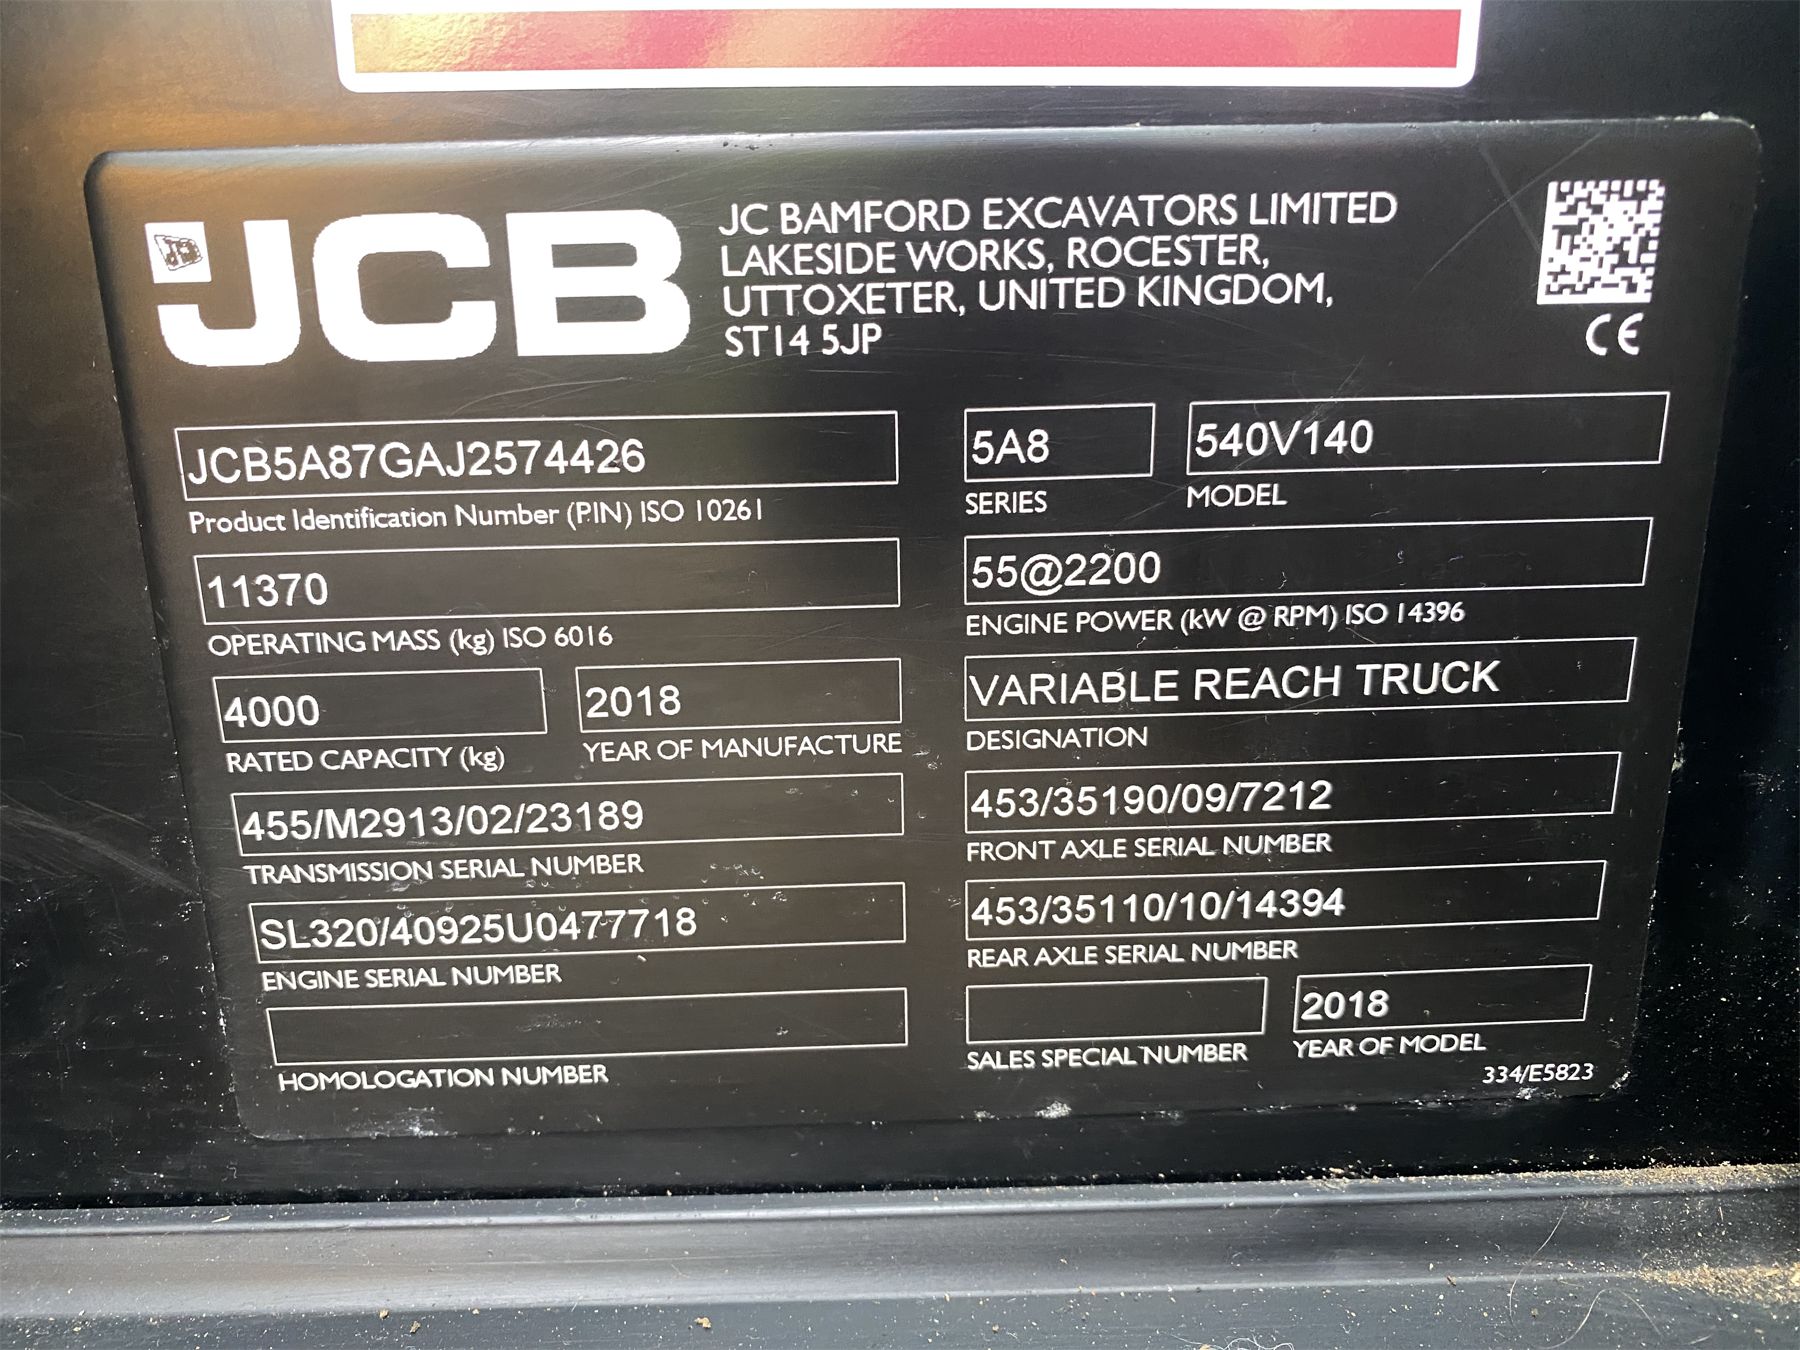 JCB
JC BAMFORD EXCAVATORS LIMITED
LAKESIDE WORKS, ROCESTER,
UTTOXETER, UNITED KINGDOM,
ST14 5JP
CE
JCB5A87GAJ2574426
Product Identification Number (PIN) ISO 10261
5A8
SERIES
540V140
MODEL
11370
OPERATING MASS (kg) ISO 6016
55@2200
ENGINE POWER (kW @ RPM) ISO 14396
4000
RATED CAPACITY (kg)
2018
YEAR OF MANUFACTURE
VARIABLE REACH TRUCK
DESIGNATION
455/M2913/02/23189
TRANSMISSION SERIAL NUMBER
453/35190/09/7212
FRONT AXLE SERIAL NUMBER
SL320/40925U0477718
ENGINE SERIAL NUMBER
453/35110/10/14394
REAR AXLE SERIAL NUMBER
HOMOLOGATION NUMBER
SALES SPECIAL NUMBER
2018
YEAR OF MODEL
334/E5823